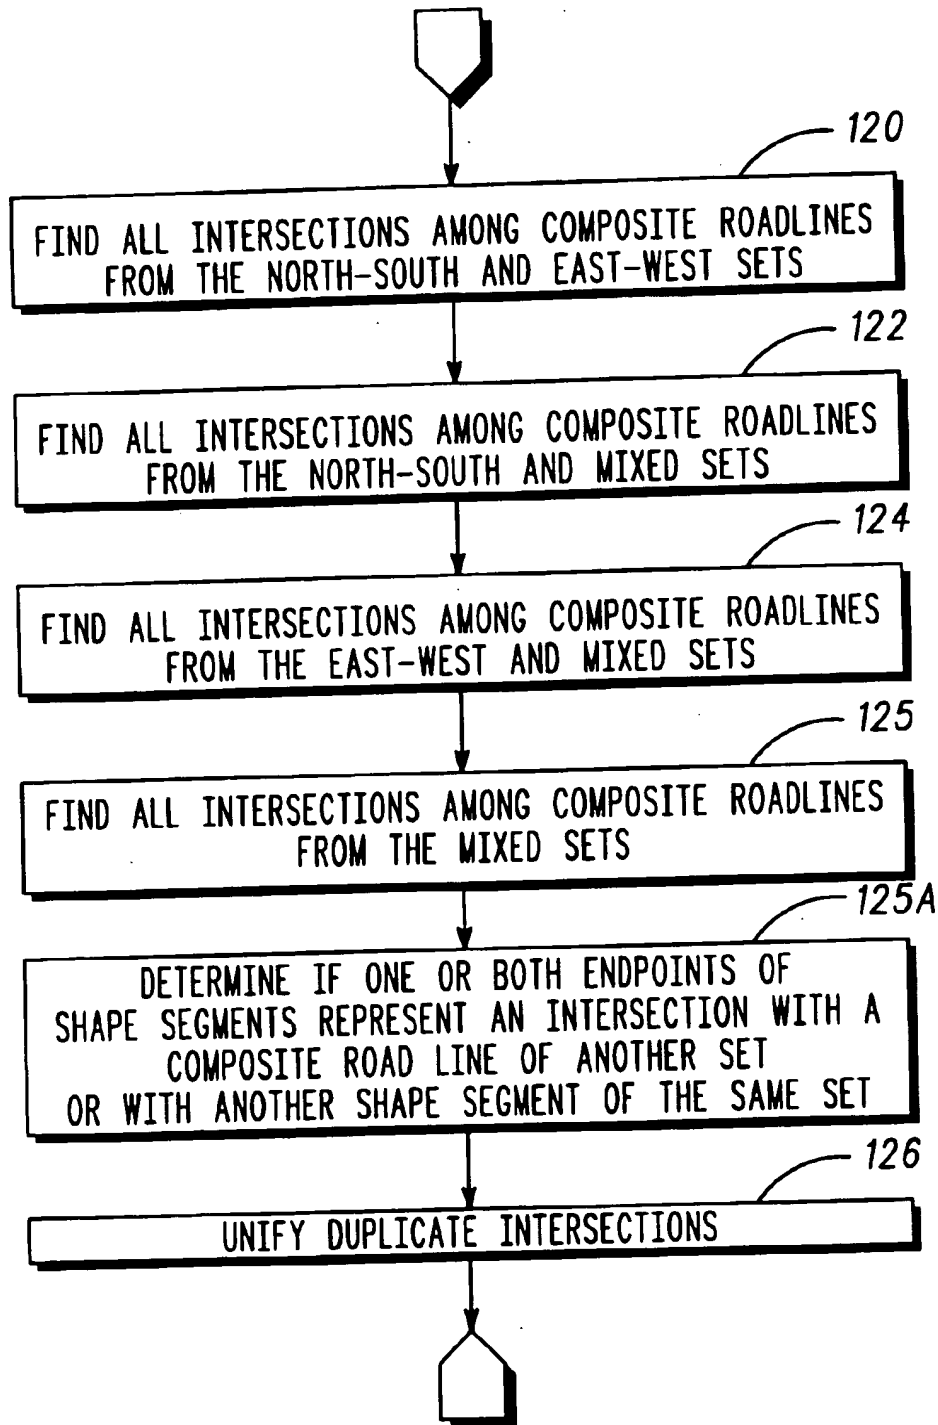 120
FIND ALL INTERSECTIONS AMONG COMPOSITE ROADLINES
FROM THE NORTH-SOUTH AND EAST-WEST SETS
122
FIND ALL INTERSECTIONS AMONG COMPOSITE ROADLINES
FROM THE NORTH-SOUTH AND MIXED SETS
124
FIND ALL INTERSECTIONS AMONG COMPOSITE ROADLINES
FROM THE EAST-WEST AND MIXED SETS
125
FIND ALL INTERSECTIONS AMONG COMPOSITE ROADLINES
FROM THE MIXED SETS
125A
DETERMINE IF ONE OR BOTH ENDPOINTS OF
SHAPE SEGMENTS REPRESENT AN INTERSECTION WITH A
COMPOSITE ROAD LINE OF ANOTHER SET
OR WITH ANOTHER SHAPE SEGMENT OF THE SAME SET
126
UNIFY DUPLICATE INTERSECTIONS